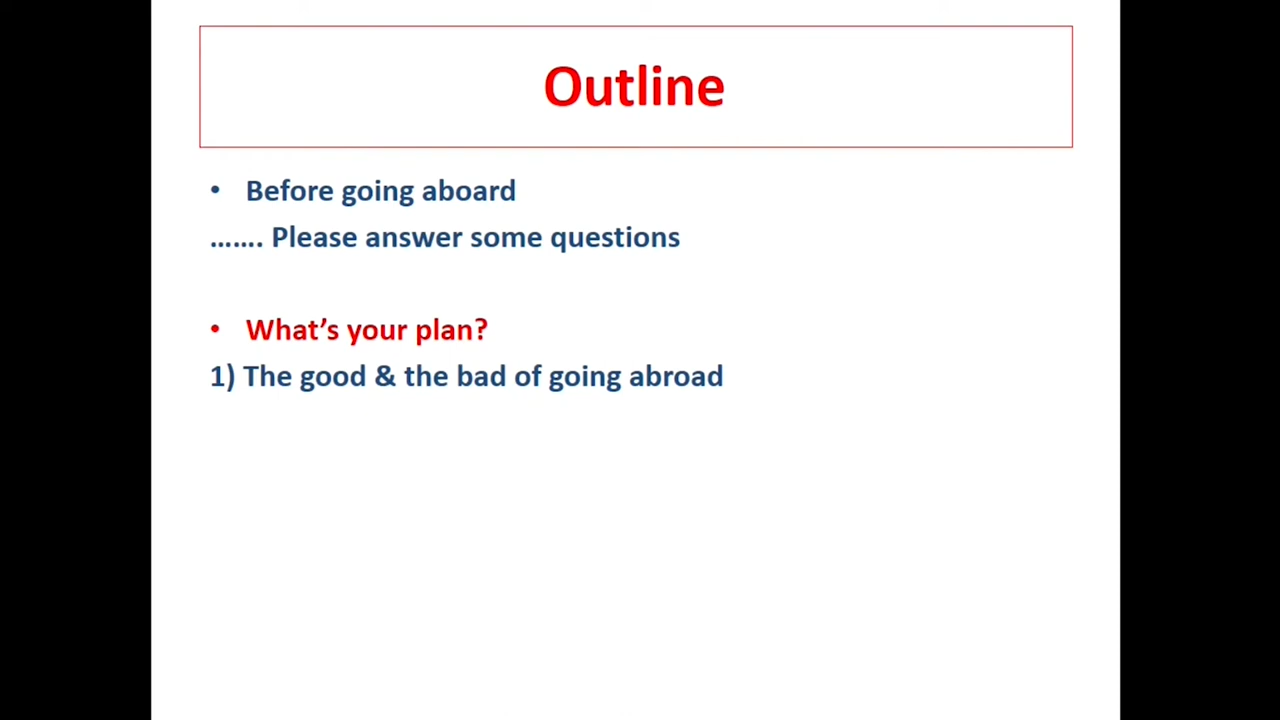 Outline
• Before going aboard
……. Please answer some questions
• What’s your plan?
1) The good & the bad of going abroad